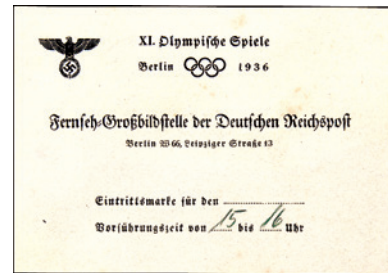 XI. Olympische Spiele
Berlin 1936
Fernseh-Großbildstelle der Deutschen Reichspost
Berlin W 66, Leipziger Straße 13
Eintrittsmarke für den
Vorführungszeit von 15 bis 16 Uhr